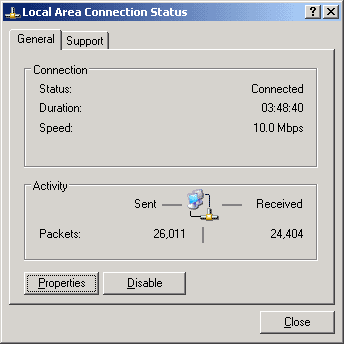 Local Area Connection Status
General Support
Connection
Status: Connected
Duration: 03:48:40
Speed: 10.0 Mbps
Activity
Sent Received
Packets: 26,011 24,404
Properties Disable
Close